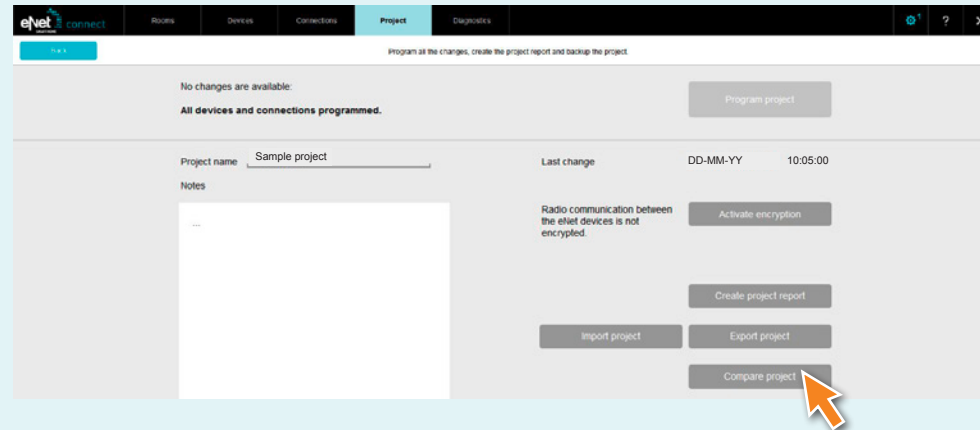 eNet connect Rooms Devices Connections Project Diagnostics 1 ?
Back Program all the changes, create the project report and backup the project.
No changes are available:
All devices and connections programmed.
Program project
Project name Sample project Last change DD-MM-YY 10:05:00
Notes
...
Radio communication between
the eNet devices is not
encrypted.
Activate encryption
Create project report
Import project Export project
Compare project